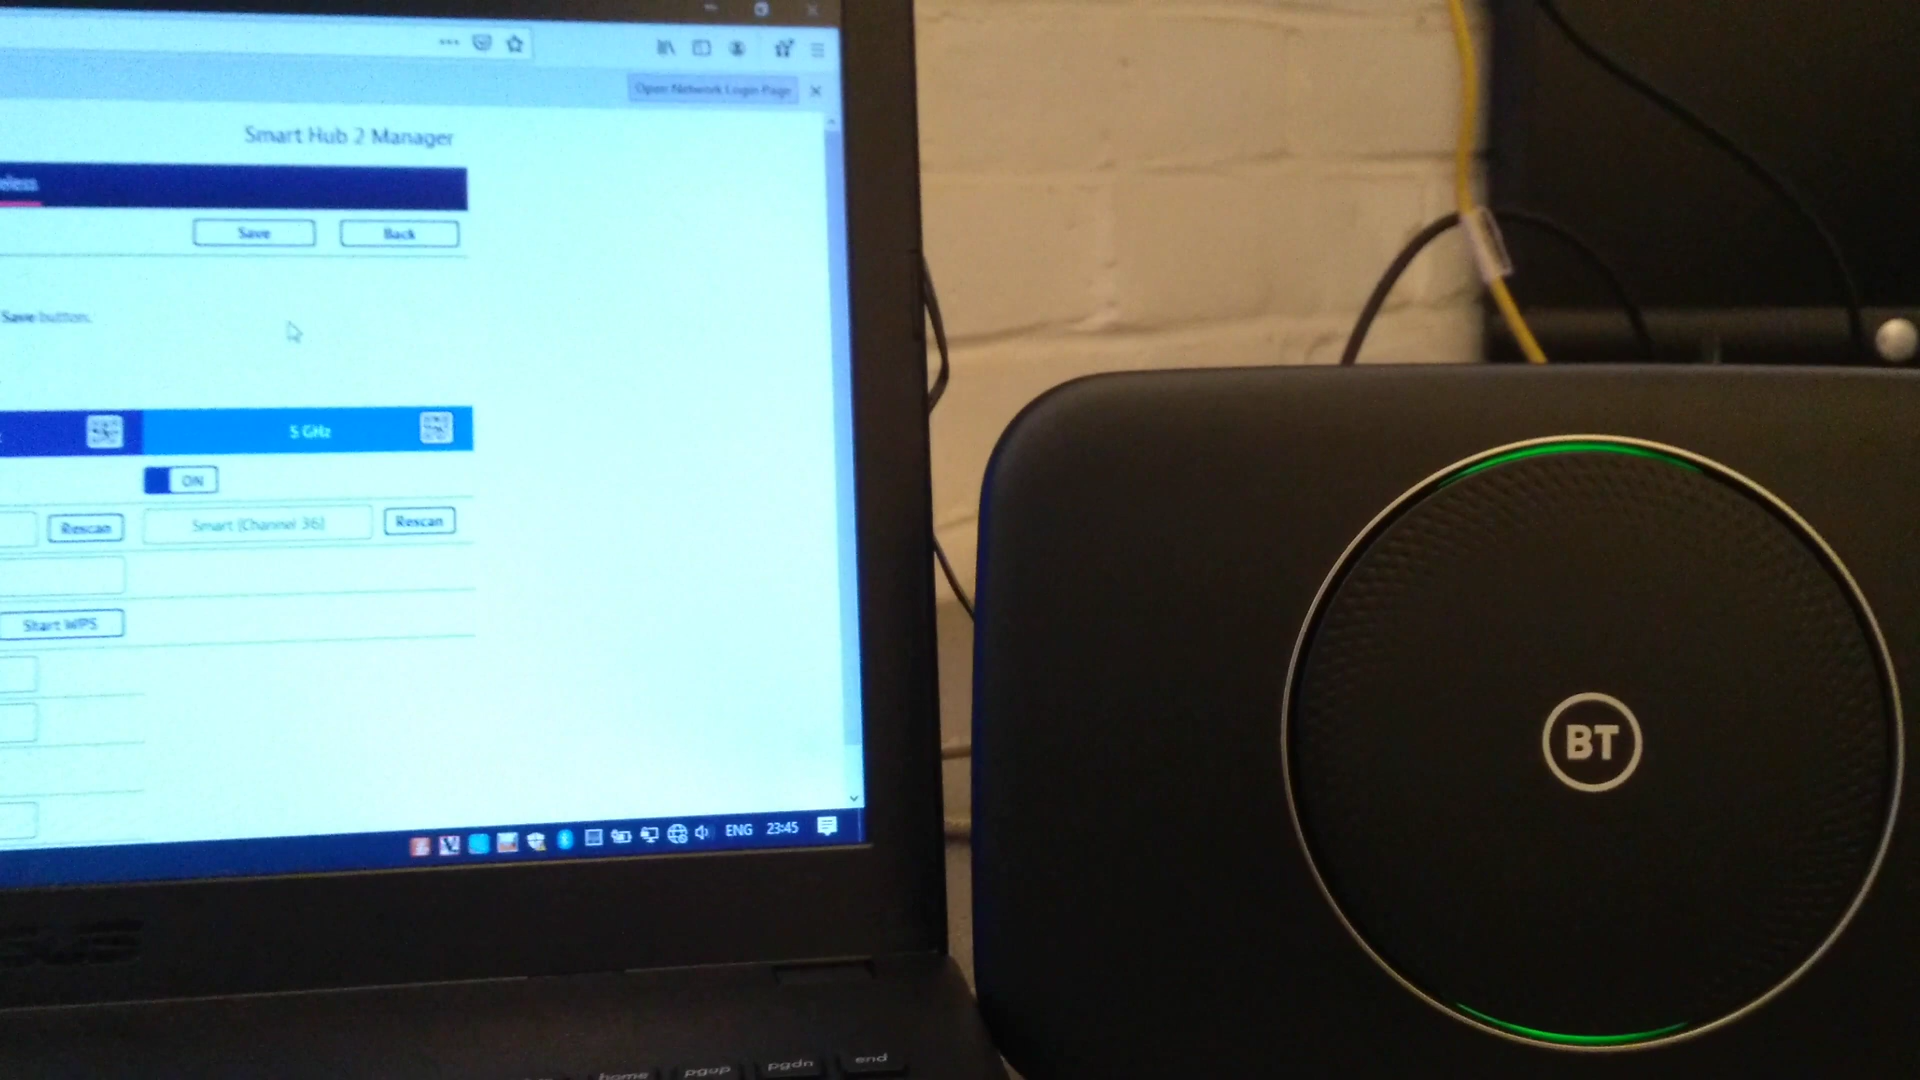 Open Network Login Page
Smart Hub 2 Manager
eless
Save Back
Save button.
5 GHz
ON
Rescan Smart (Channel 36) Rescan
Start WPS
ENG 23:45
BT
home pgup pgdn end